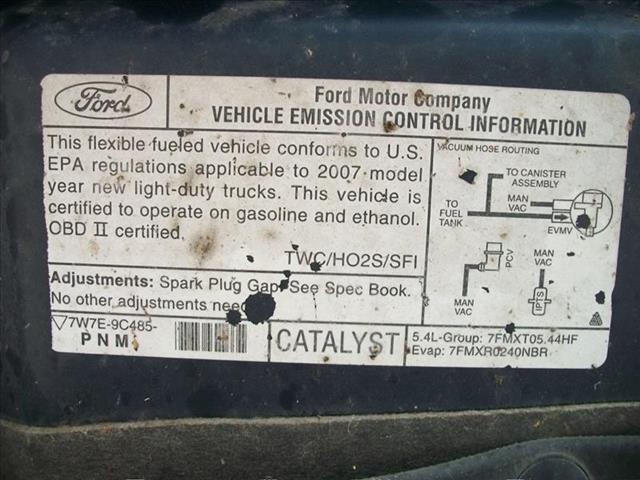 Ford
Ford Motor Company
VEHICLE EMISSION CONTROL INFORMATION
This flexible fueled vehicle conforms to U.S.
EPA regulations applicable to 2007 model
year new light-duty trucks. This vehicle is
certified to operate on gasoline and ethanol.
OBD II certified.
TWC/HO2S/SFI
Adjustments: Spark Plug Gap: See Spec Book.
No other adjustments
7W7E-9C485-
PNM
CATALYST
VACUUM HOSE ROUTING
TO CANISTER
ASSEMBLY
TO
FUEL
TANK
MAN
VAC
EVMV
PCV
MAN
VAC
MAN
VAC
IPTS
5.4L-Group: 7FMXT05.44HF
Evap: 7FMXR0240NBR